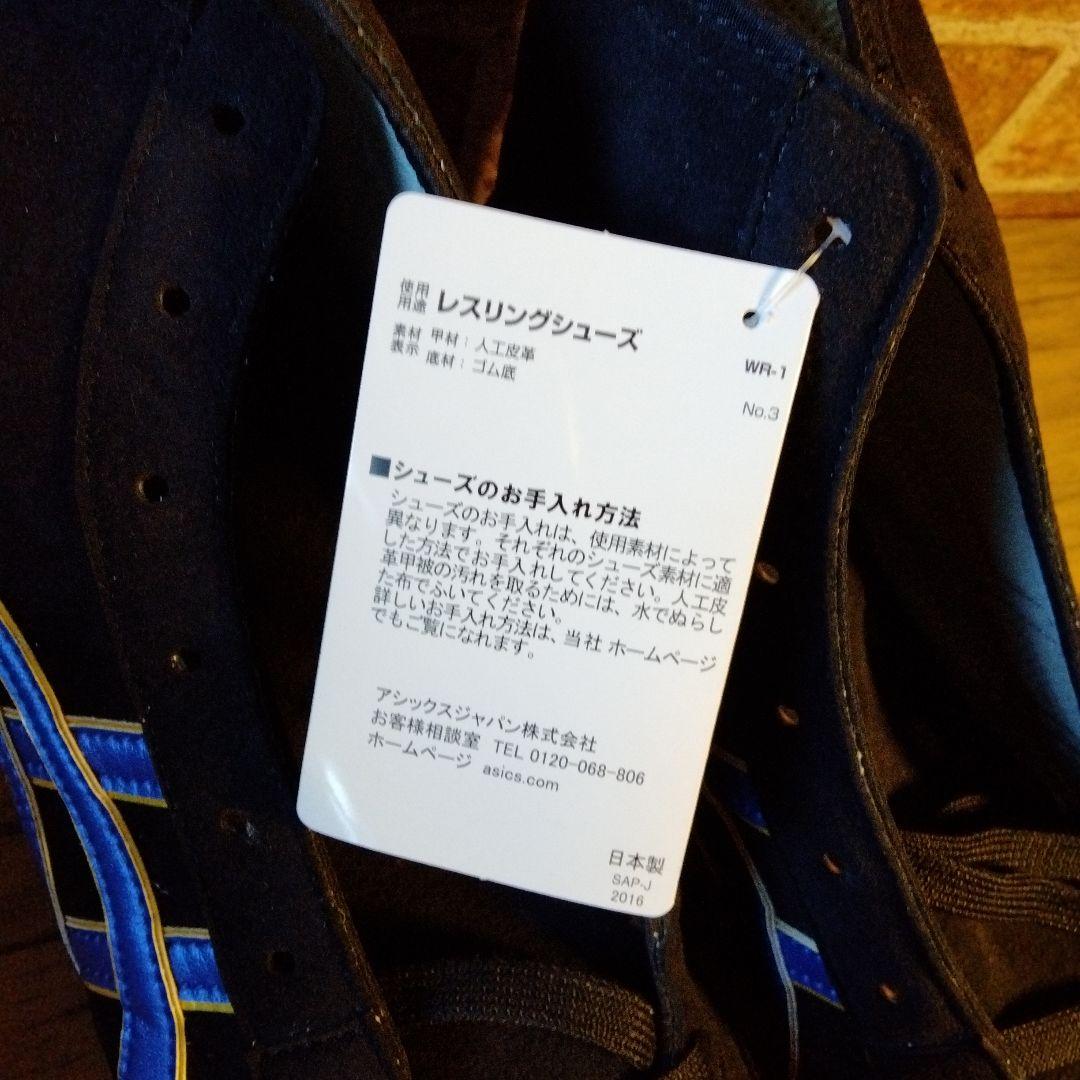 使用
用途 レスリングシューズ
素材 甲材：人工皮革
表示 底材：ゴム底
WR-1
No.3
■シューズのお手入れ方法
シューズのお手入れは、使用素材によって
異なります。それぞれのシューズ素材に適
した方法でお手入れしてください。人工皮
革甲被の汚れを取るためには、水でぬらし
た布でふいてください。
詳しいお手入れ方法は、当社 ホームページ
でもご覧になれます。
アシックスジャパン株式会社
お客様相談室 TEL 0120-068-806
ホームページ asics.com
日本製
SAP-J
2016